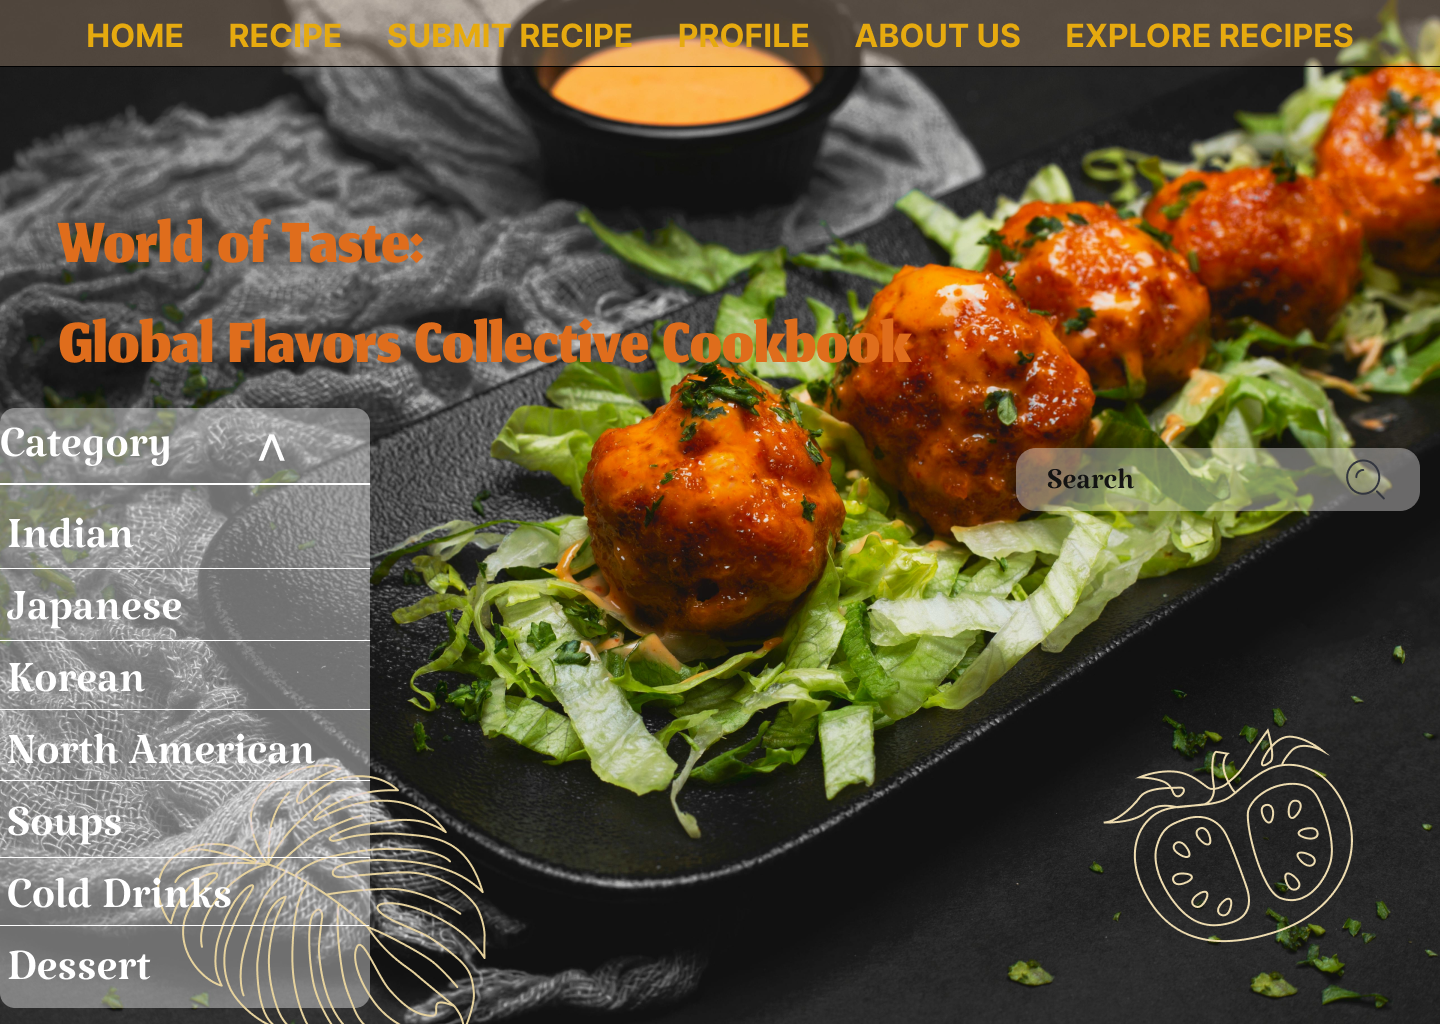 HOME RECIPE SUBMIT RECIPE PROFILE ABOUT US EXPLORE RECIPES
World of Taste:
Global Flavors Collective Cookbook
Category
Search
Indian
Japanese
Korean
North American
Soups
Cold Drinks
Dessert